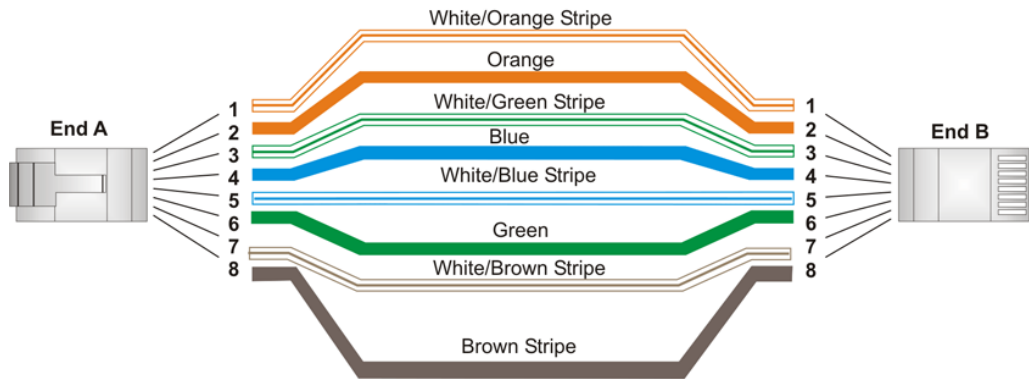 White/Orange Stripe
Orange
White/Green Stripe
Blue
White/Blue Stripe
Green
White/Brown Stripe
Brown Stripe
End A
1
2
3
4
5
6
7
8
1
2
3
4
5
6
7
8
End B